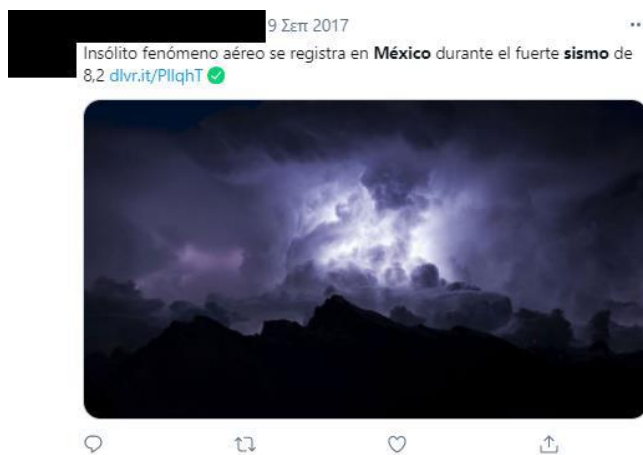 9 Σεπ 2017
Insólito fenómeno aéreo se registra en México durante el fuerte sismo de
8,2 dlvr.it/PllqhT